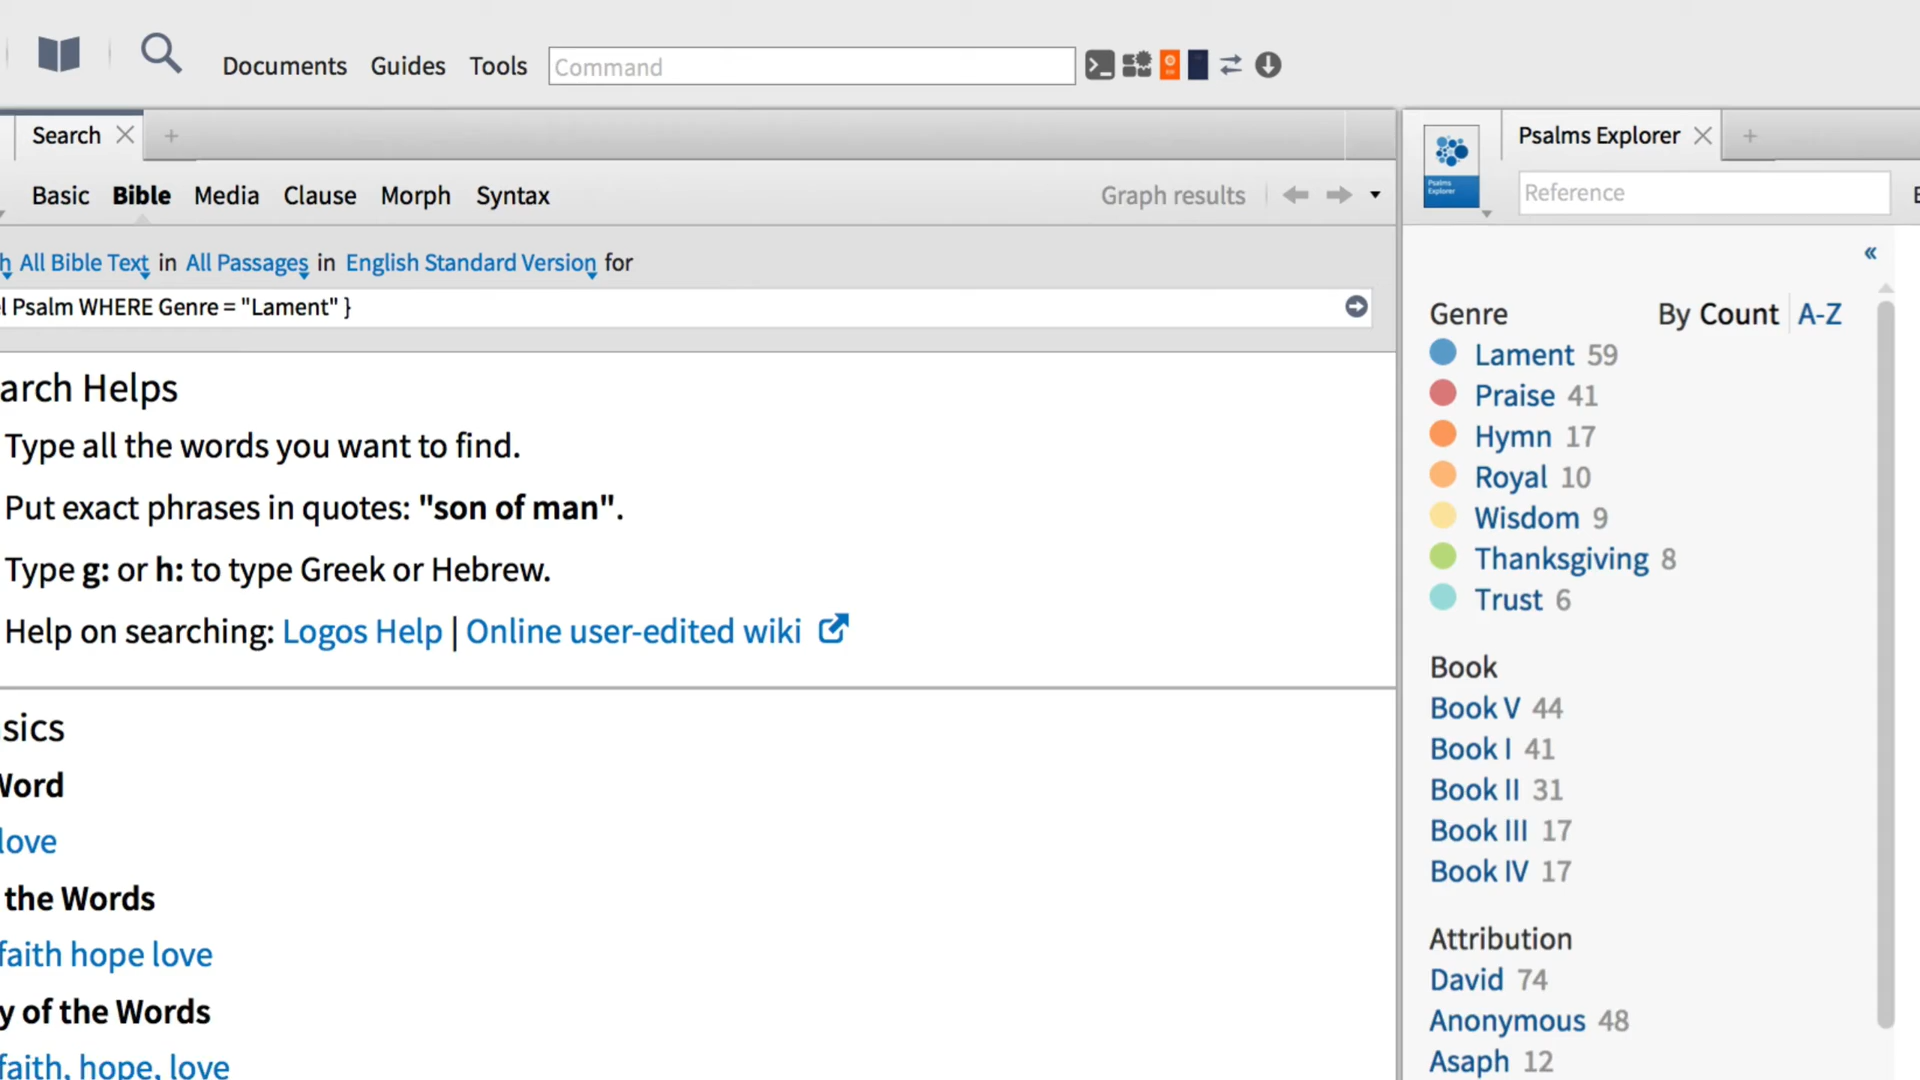 Documents Guides Tools Command
Search
Basic Bible Media Clause Morph Syntax Graph results
All Bible Text in All Passages in English Standard Version for
Psalm WHERE Genre = "Lament" }
arch Helps
Type all the words you want to find.
Put exact phrases in quotes: "son of man".
Type g: or h: to type Greek or Hebrew.
Help on searching: Logos Help | Online user-edited wiki
sics
Word
love
the Words
faith hope love
y of the Words
faith, hope, love
Psalms Explorer
Psalms
Explorer
Reference
«
Genre By Count A-Z
Lament 59
Praise 41
Hymn 17
Royal 10
Wisdom 9
Thanksgiving 8
Trust 6
Book
Book V 44
Book I 41
Book II 31
Book III 17
Book IV 17
Attribution
David 74
Anonymous 48
Asaph 12